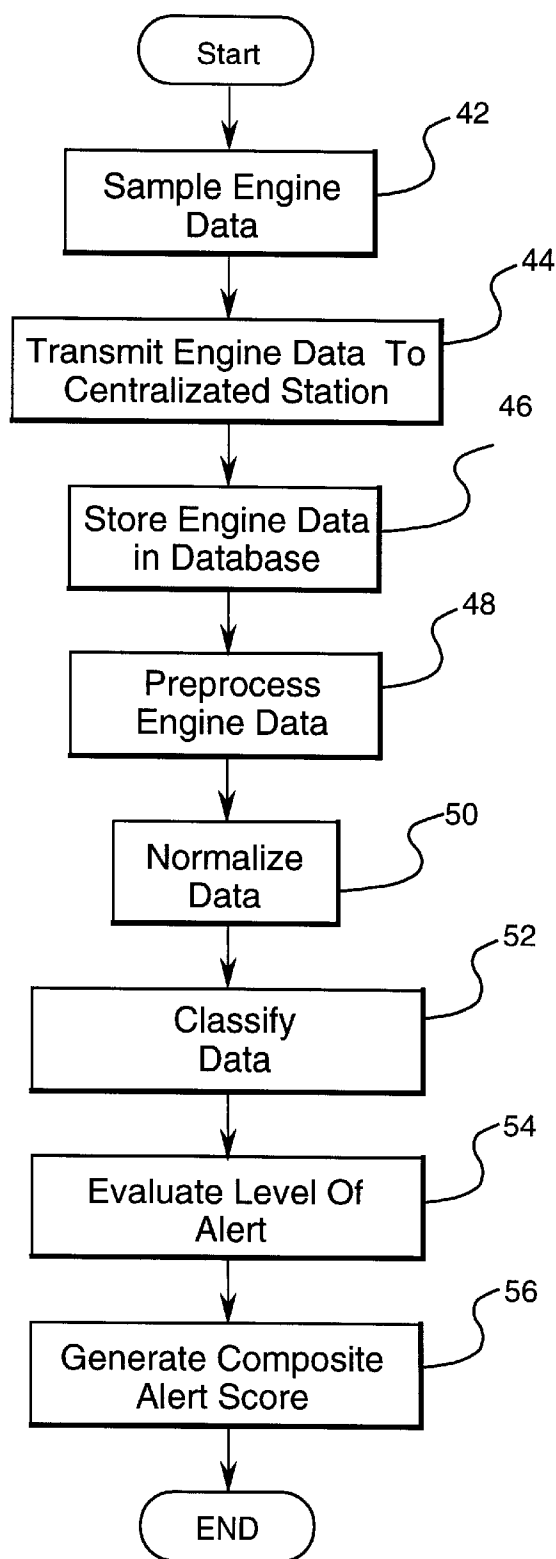 Start
42
Sample Engine
Data
44
Transmit Engine Data To
Centralizated Station
46
Store Engine Data
in Database
48
Preprocess
Engine Data
50
Normalize
Data
52
Classify
Data
54
Evaluate Level Of
Alert
56
Generate Composite
Alert Score
END